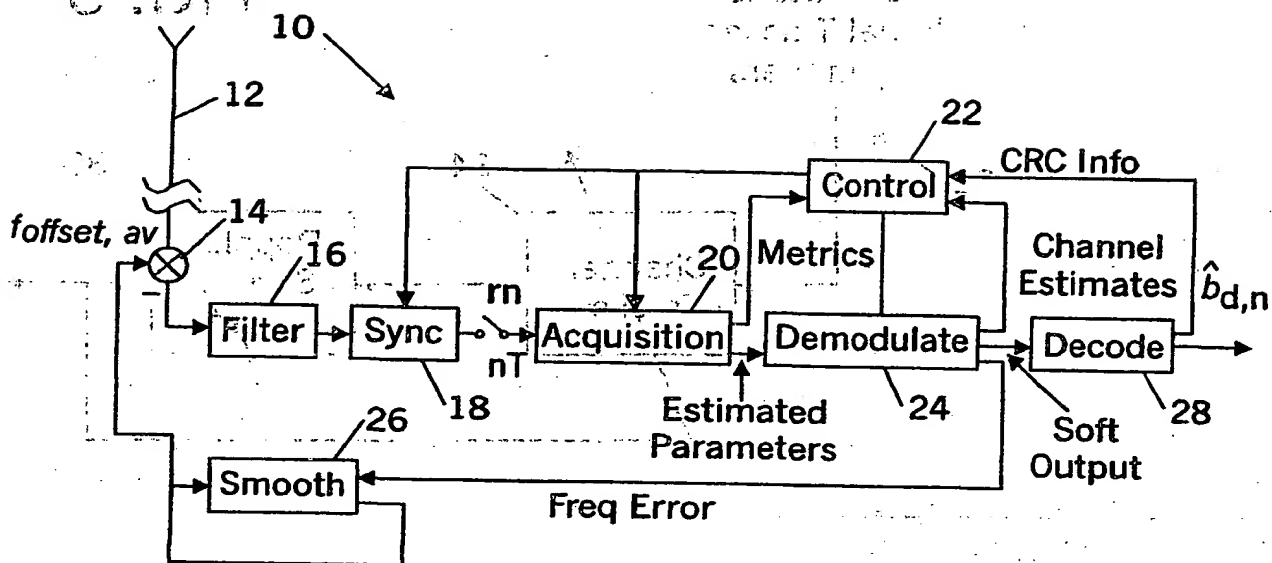 10
12
22
CRC Info
Control
foffset, av
14
16
20
Metrics
Channel
Estimates
b̂d,n
rn
Filter
Sync
Acquisition
Demodulate
Decode
nT
18
Estimated
Parameters
24
Soft
Output
28
26
Smooth
Freq Error